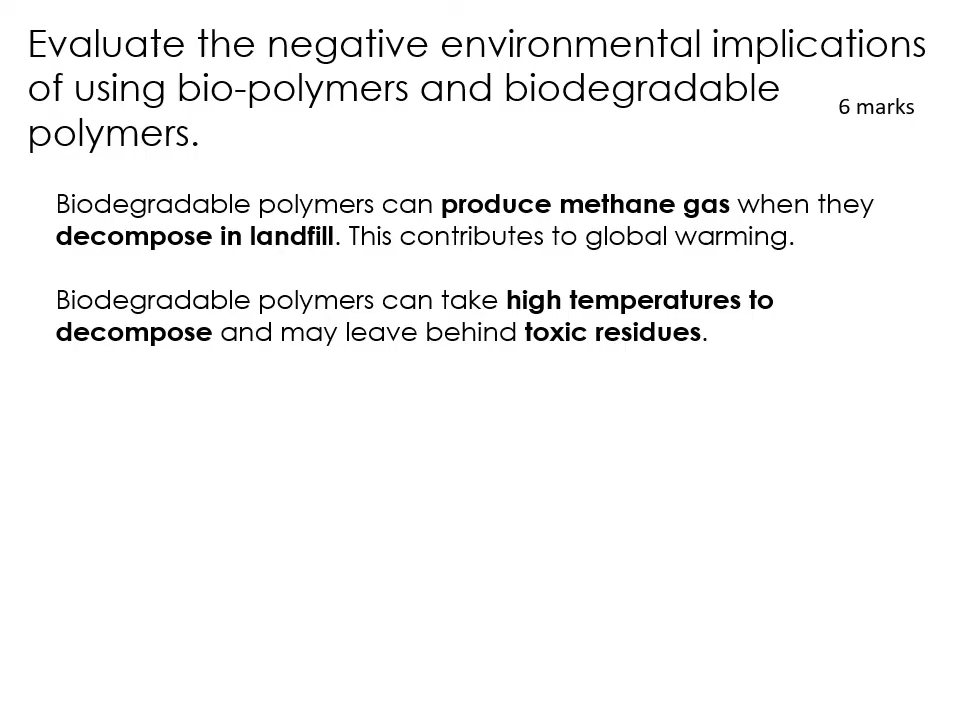 Evaluate the negative environmental implications
of using bio-polymers and biodegradable
polymers.
6 marks
Biodegradable polymers can produce methane gas when they
decompose in landfill. This contributes to global warming.
Biodegradable polymers can take high temperatures to
decompose and may leave behind toxic residues.